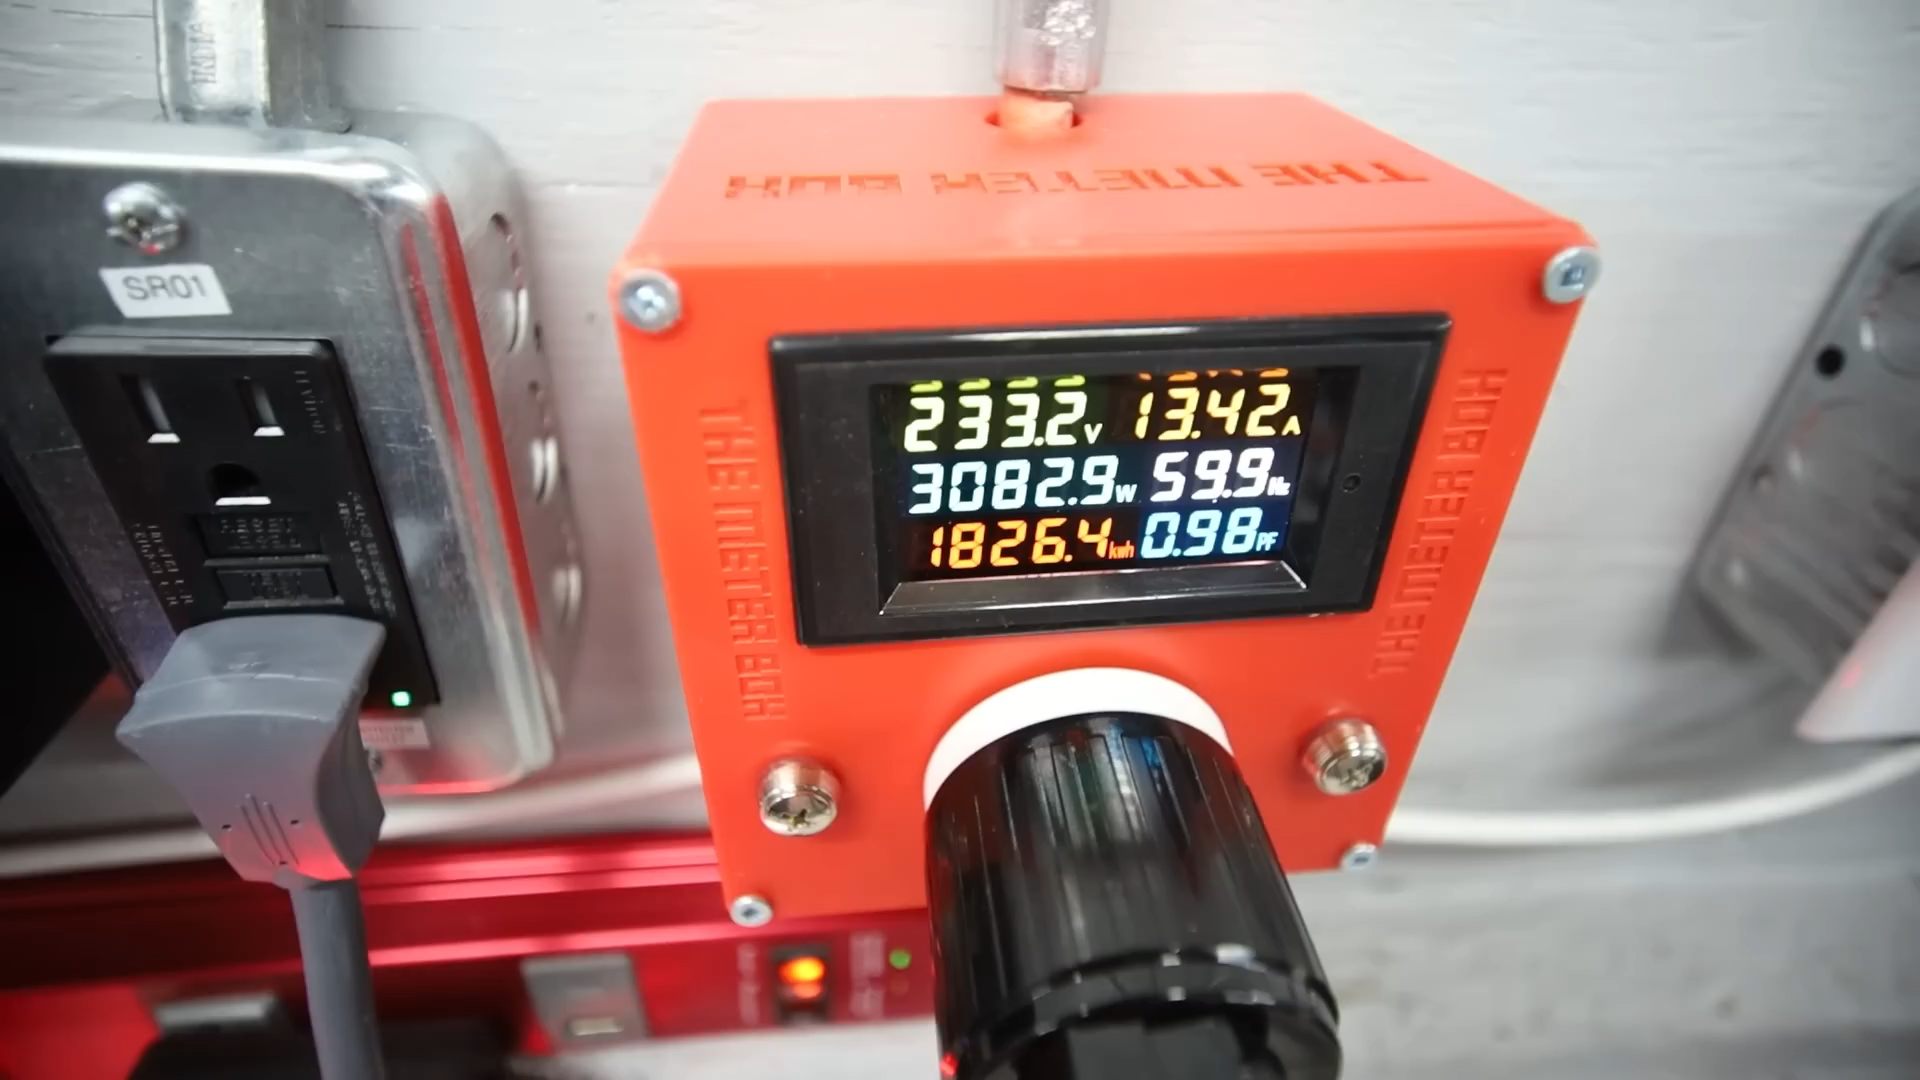 INDIA
SR01
THE METER BOX
THE METER BOX
THE METER BOX
233.2V 13.42A
3082.9W 59.9Hz
1826.4kwh 0.98PF